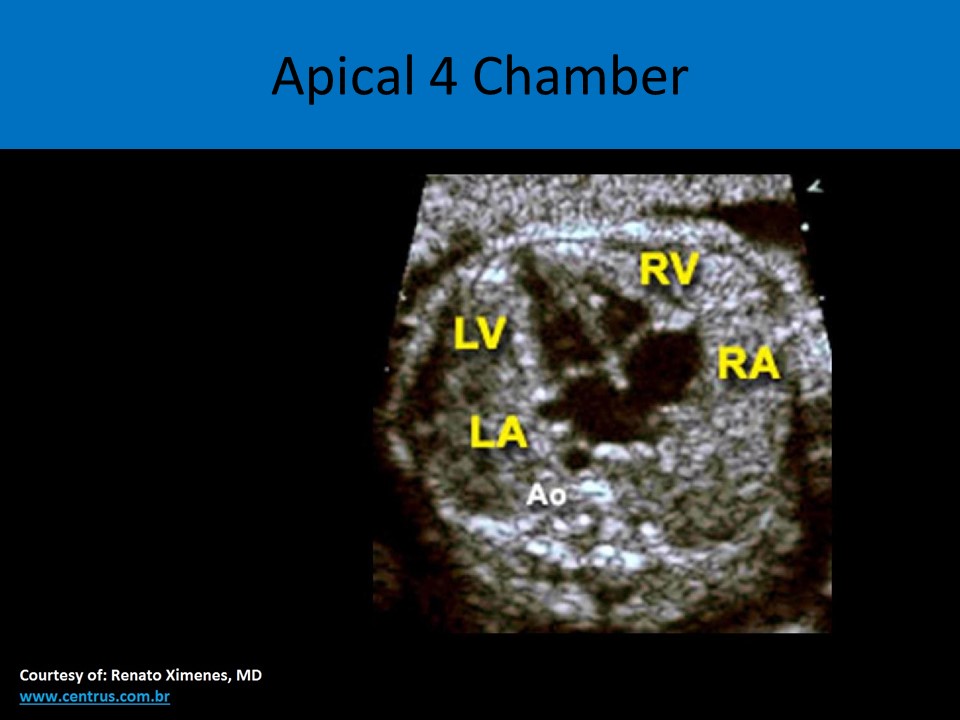 Apical 4 Chamber
RV
LV
RA
LA
Ao
Courtesy of: Renato Ximenes, MD
www.centrus.com.br